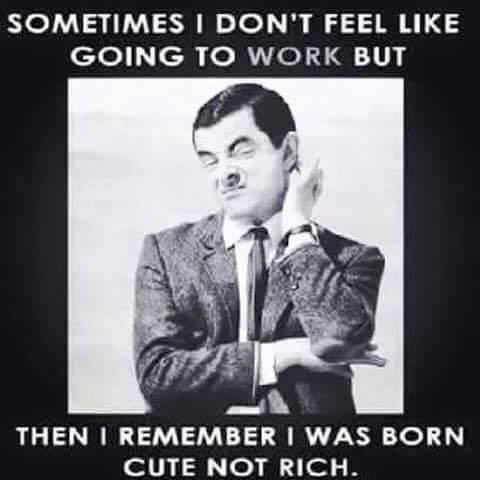 SOMETIMES I DON'T FEEL LIKE
GOING TO WORK BUT
THEN I REMEMBER I WAS BORN
CUTE NOT RICH.